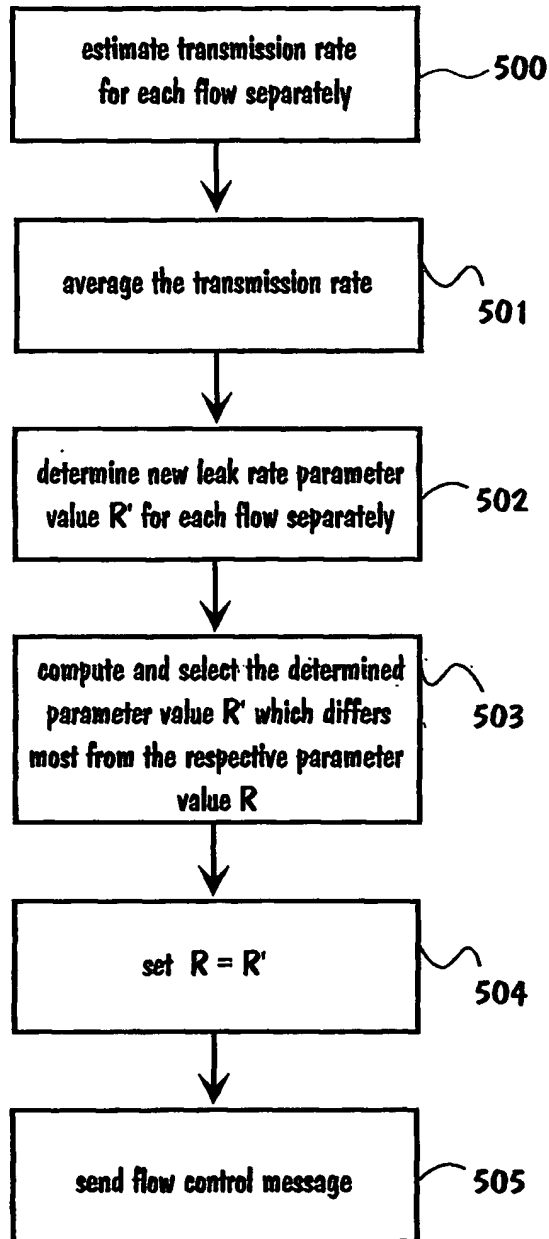 estimate transmission rate
for each flow separately
500
average the transmission rate
501
determine new leak rate parameter
value R' for each flow separately
502
compute and select the determined
parameter value R' which differs
most from the respective parameter
value R
503
set R = R'
504
send flow control message
505